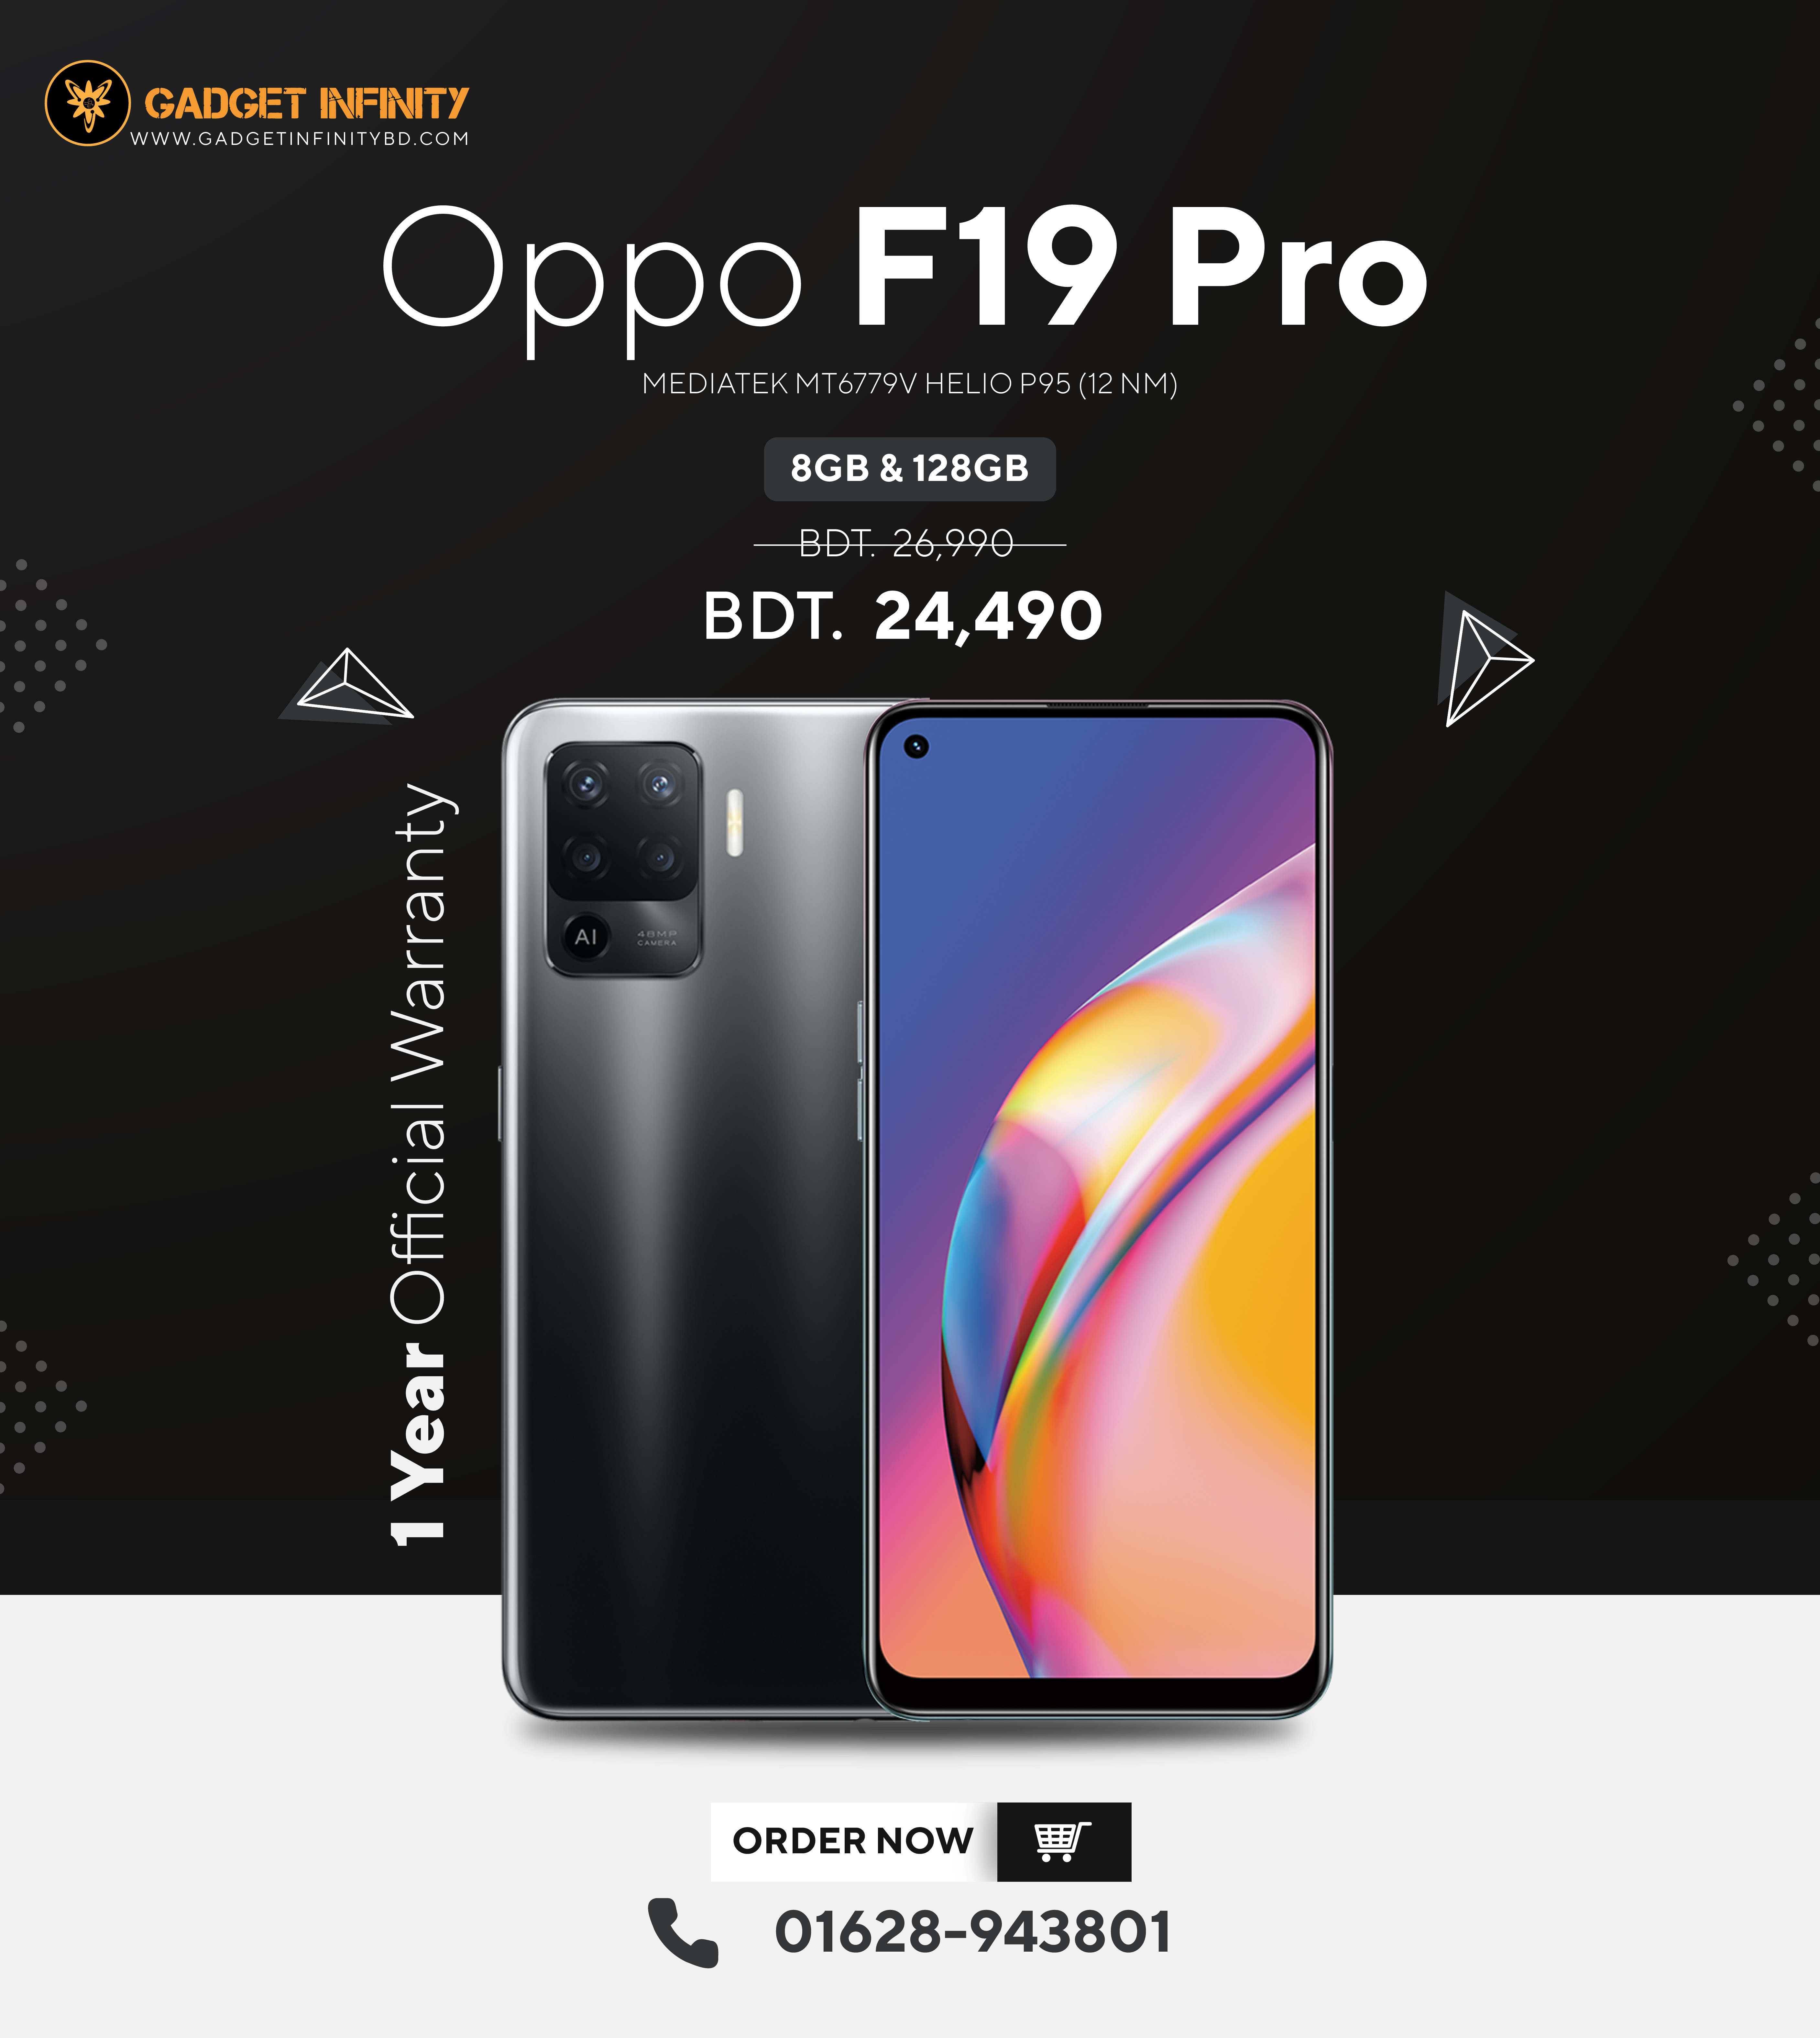 GADGET INFINITY
WWW.GADGETINFINITYBD.COM
Oppo F19 Pro
MEDIATEK MT6779V HELIO P95 (12 NM)
8GB & 128GB
BDT. 26,990
BDT. 24,490
1 Year Official Warranty
AI
48MP
CAMERA
ORDER NOW
01628-943801